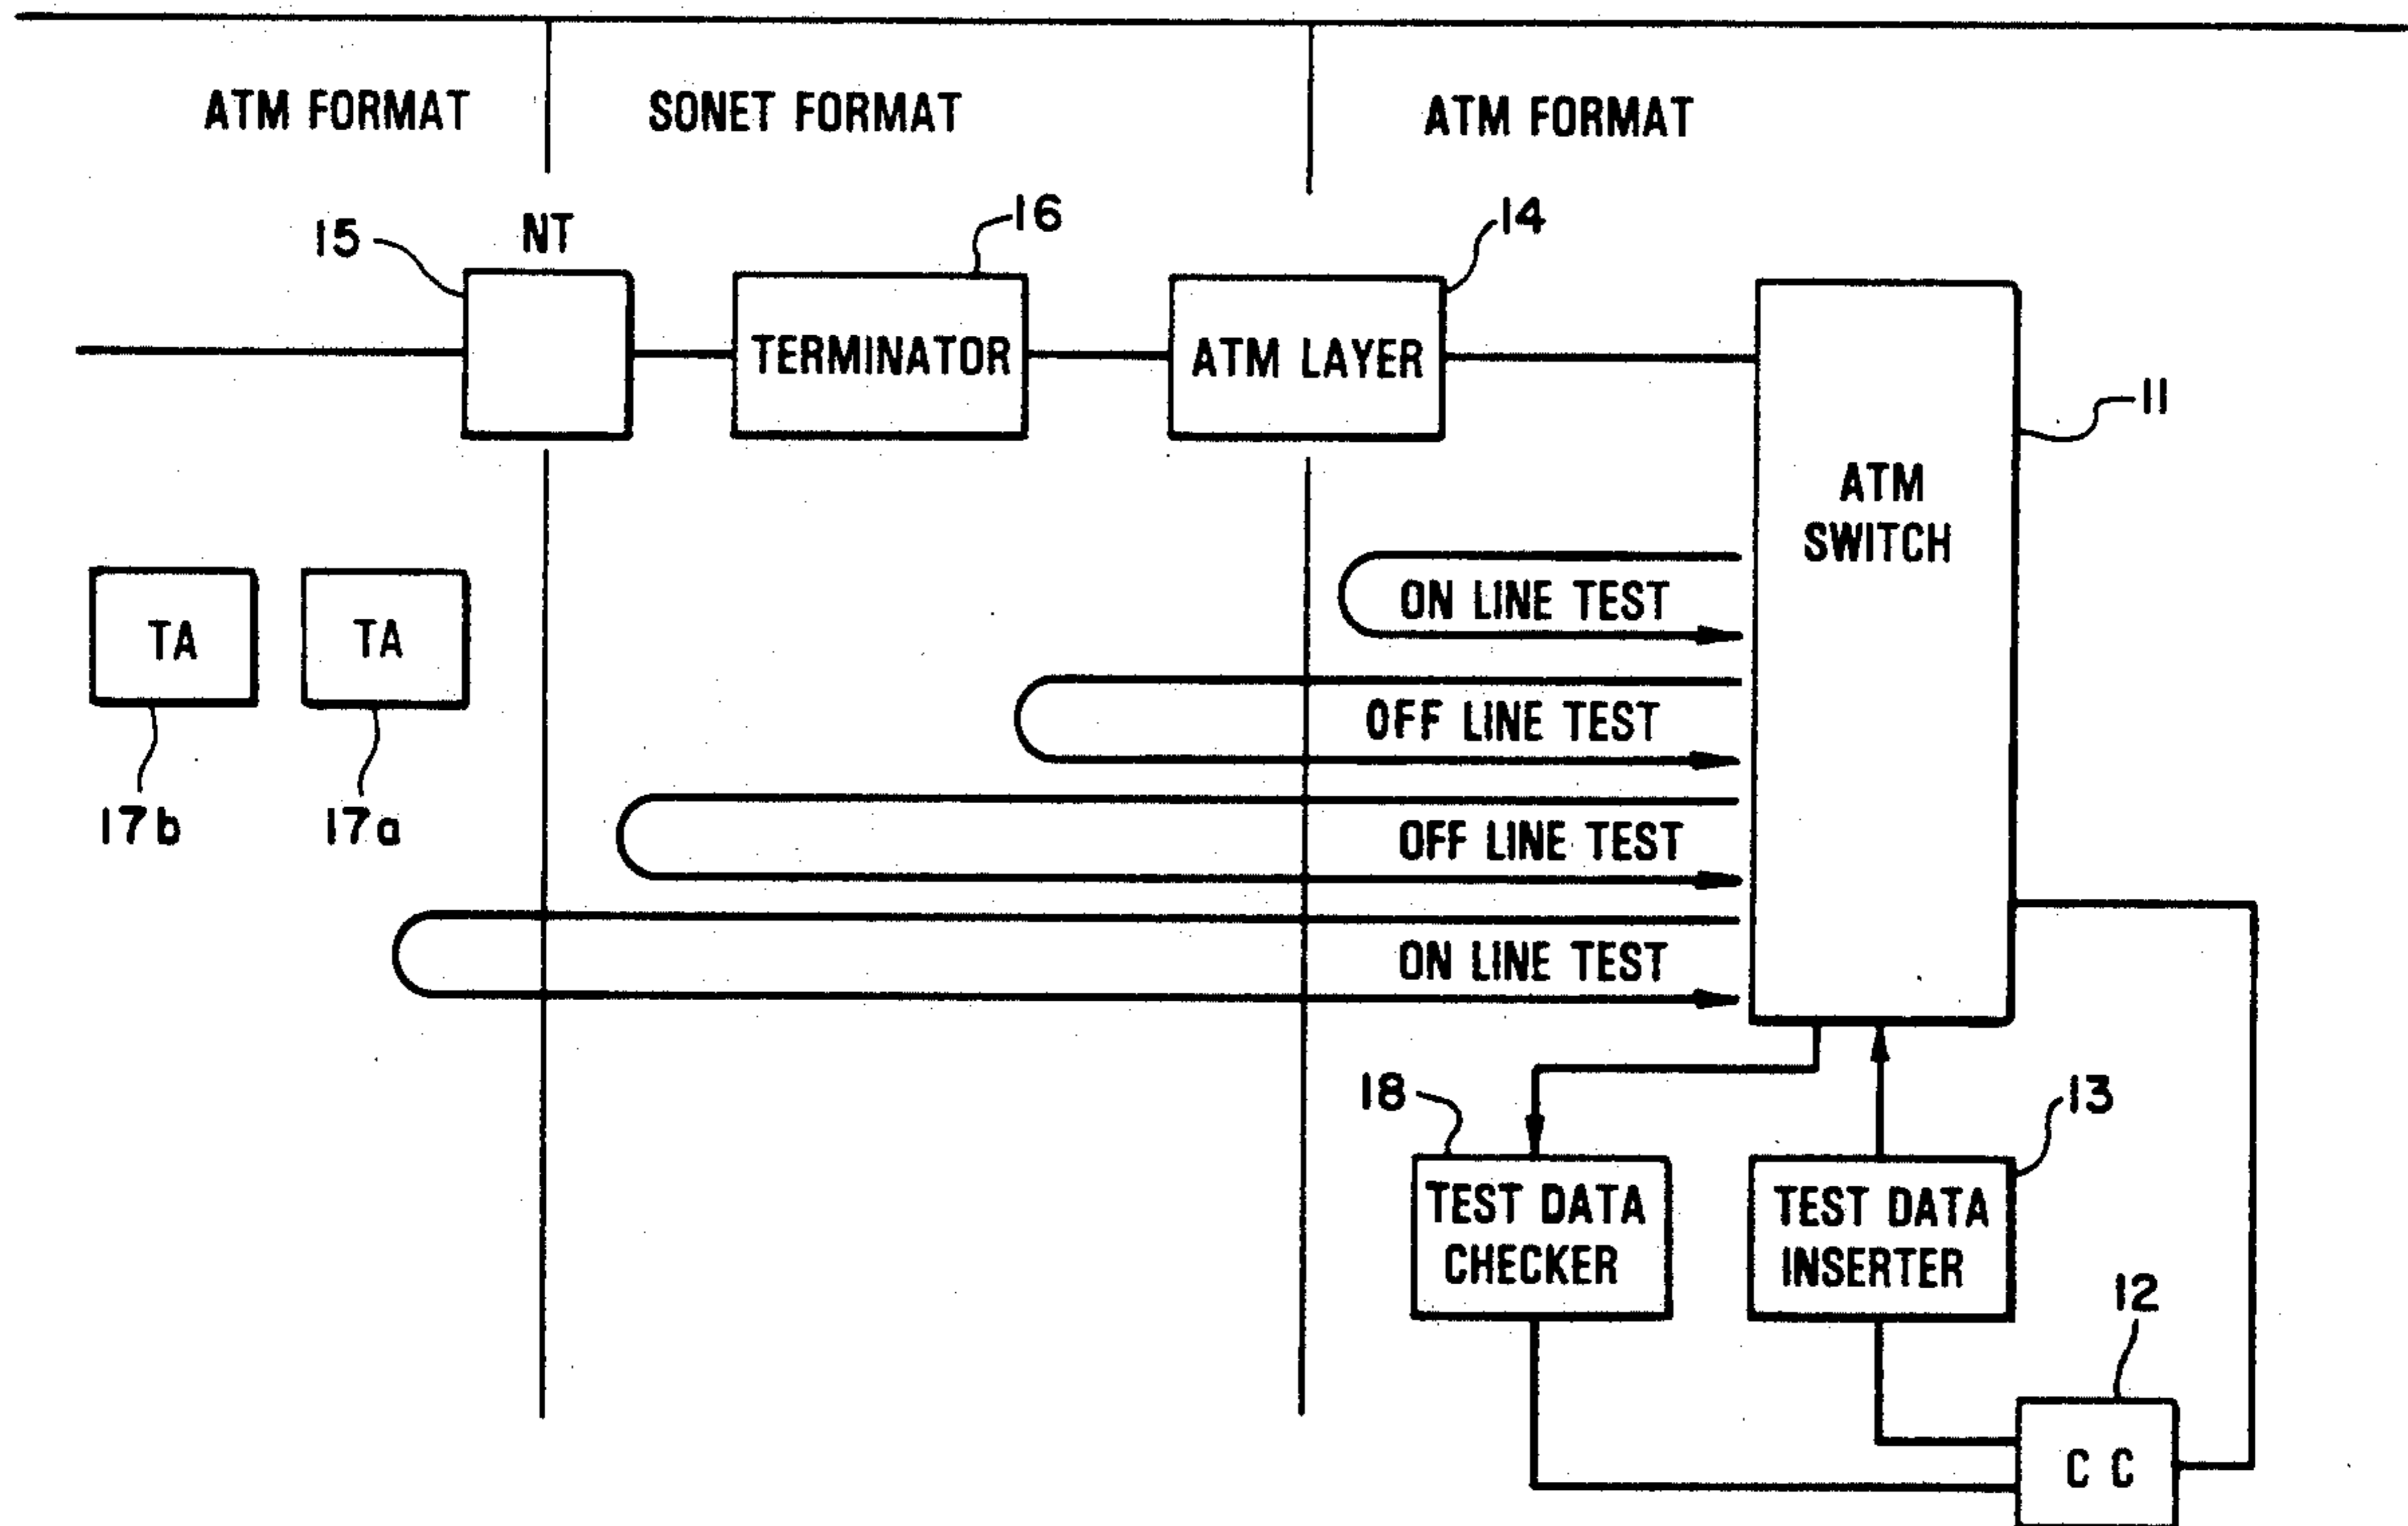 ATM FORMAT
SONET FORMAT
ATM FORMAT
15
NT
16
14
TERMINATOR
ATM LAYER
11
ATM
SWITCH
ON LINE TEST
TA
TA
OFF LINE TEST
17b
17a
OFF LINE TEST
ON LINE TEST
18
13
TEST DATA
CHECKER
TEST DATA
INSERTER
12
C C